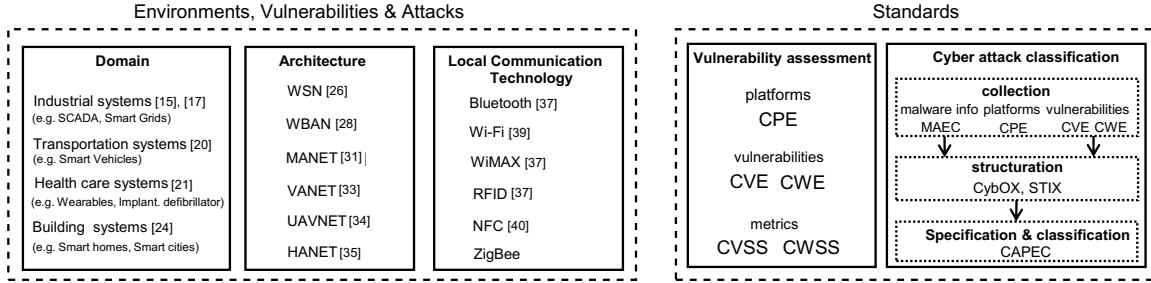 Environments, Vulnerabilities & Attacks
Domain
Industrial systems [15], [17]
(e.g. SCADA, Smart Grids)
Transportation systems [20]
(e.g. Smart Vehicles)
Health care systems [21]
(e.g. Wearables, Implant. defibrillator)
Building systems [24]
(e.g. Smart homes, Smart cities)
Architecture
WSN [26]
WBAN [28]
MANET [31]
VANET [33]
UAVNET [34]
HANET [35]
Local Communication
Technology
Bluetooth [37]
Wi-Fi [39]
WiMAX [37]
RFID [37]
NFC [40]
ZigBee
Standards
Vulnerability assessment
platforms
CPE
vulnerabilities
CVE CWE
metrics
CVSS CWSS
Cyber attack classification
collection
malware info platforms vulnerabilities
MAEC CPE CVE CWE
structuration
CybOX, STIX
Specification & classification
CAPEC